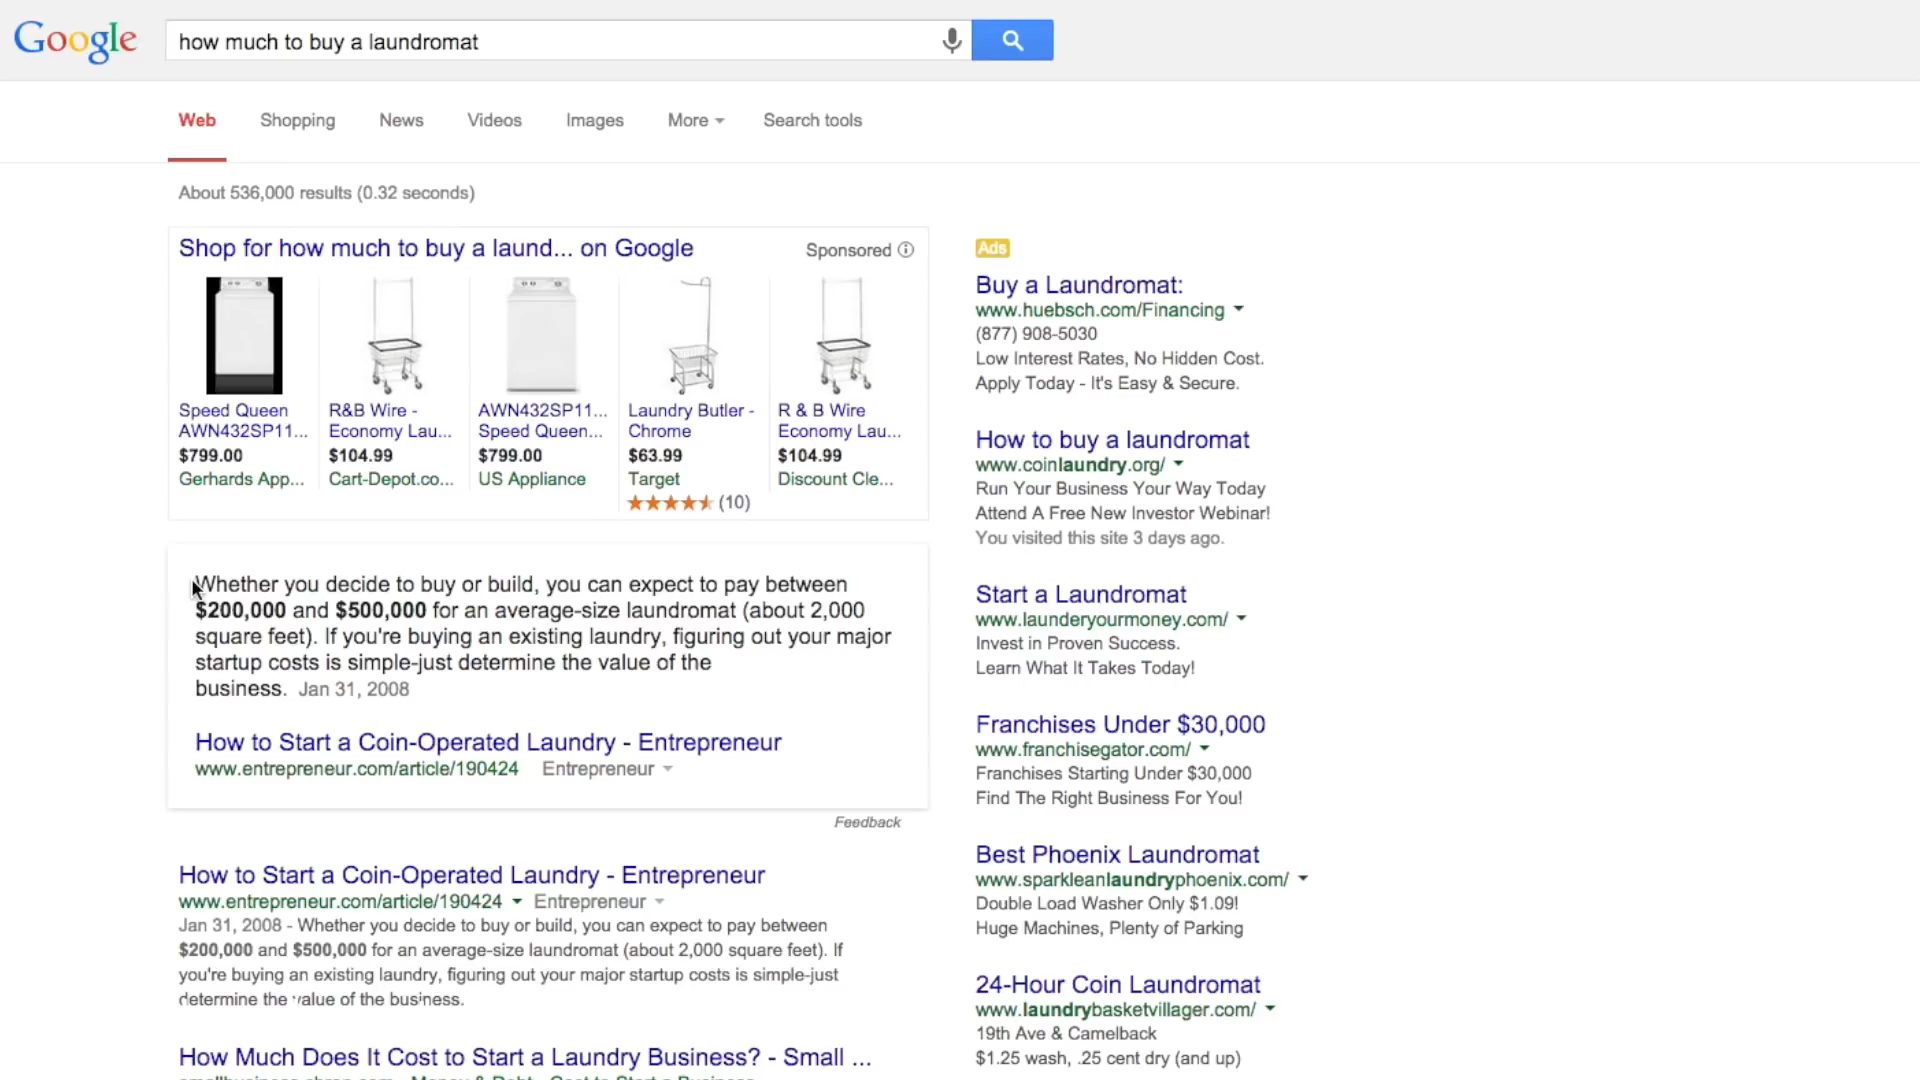 Google
how much to buy a laundromat
Web Shopping News Videos Images More Search tools
About 536,000 results (0.32 seconds)
Shop for how much to buy a laund... on Google
Sponsored
Speed Queen
AWN432SP11...
$799.00
Gerhards App...
R&B Wire -
Economy Lau...
$104.99
Cart-Depot.co...
AWN432SP11...
Speed Queen...
$799.00
US Appliance
Laundry Butler -
Chrome
$63.99
Target
(10)
R & B Wire
Economy Lau...
$104.99
Discount Cle...
Whether you decide to buy or build, you can expect to pay between
$200,000 and $500,000 for an average-size laundromat (about 2,000
square feet). If you're buying an existing laundry, figuring out your major
startup costs is simple-just determine the value of the
business. Jan 31, 2008
How to Start a Coin-Operated Laundry - Entrepreneur
www.entrepreneur.com/article/190424 Entrepreneur
Feedback
How to Start a Coin-Operated Laundry - Entrepreneur
www.entrepreneur.com/article/190424 Entrepreneur
Jan 31, 2008 - Whether you decide to buy or build, you can expect to pay between
$200,000 and $500,000 for an average-size laundromat (about 2,000 square feet). If
you're buying an existing laundry, figuring out your major startup costs is simple-just
determine the value of the business.
How Much Does It Cost to Start a Laundry Business? - Small ...
Ads
Buy a Laundromat:
www.huebsch.com/Financing
(877) 908-5030
Low Interest Rates, No Hidden Cost.
Apply Today - It's Easy & Secure.
How to buy a laundromat
www.coinlaundry.org/
Run Your Business Your Way Today
Attend A Free New Investor Webinar!
You visited this site 3 days ago.
Start a Laundromat
www.launderyourmoney.com/
Invest in Proven Success.
Learn What It Takes Today!
Franchises Under $30,000
www.franchisegator.com/
Franchises Starting Under $30,000
Find The Right Business For You!
Best Phoenix Laundromat
www.sparkleanlaundryphoenix.com/
Double Load Washer Only $1.09!
Huge Machines, Plenty of Parking
24-Hour Coin Laundromat
www.laundrybasketvillager.com/
19th Ave & Camelback
$1.25 wash, .25 cent dry (and up)